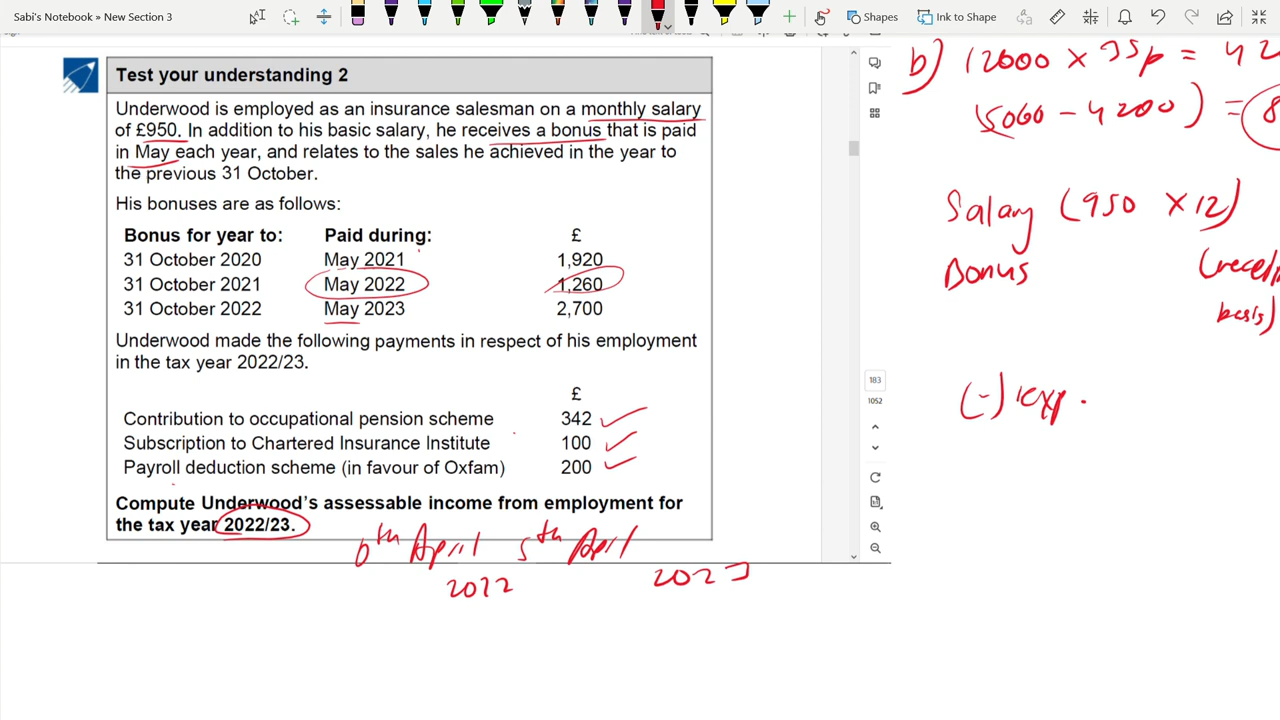 Sabi's Notebook » New Section 3
Shapes
Ink to Shape
Test your understanding 2
Underwood is employed as an insurance salesman on a monthly salary
of £950. In addition to his basic salary, he receives a bonus that is paid
in May each year, and relates to the sales he achieved in the year to
the previous 31 October.
His bonuses are as follows:
Bonus for year to: Paid during: £
31 October 2020 May 2021 1,920
31 October 2021 May 2022 1,260
31 October 2022 May 2023 2,700
Underwood made the following payments in respect of his employment
in the tax year 2022/23.
£
Contribution to occupational pension scheme 342
Subscription to Chartered Insurance Institute 100
Payroll deduction scheme (in favour of Oxfam) 200
Compute Underwood's assessable income from employment for
the tax year 2022/23.
6th April 5th April
2022 2023
183
1052
b) 12000 × 35p = 42
5060 - 4200) = 8
Salary (950 × 12)
Bonus (receip
basis)
(-) exp.